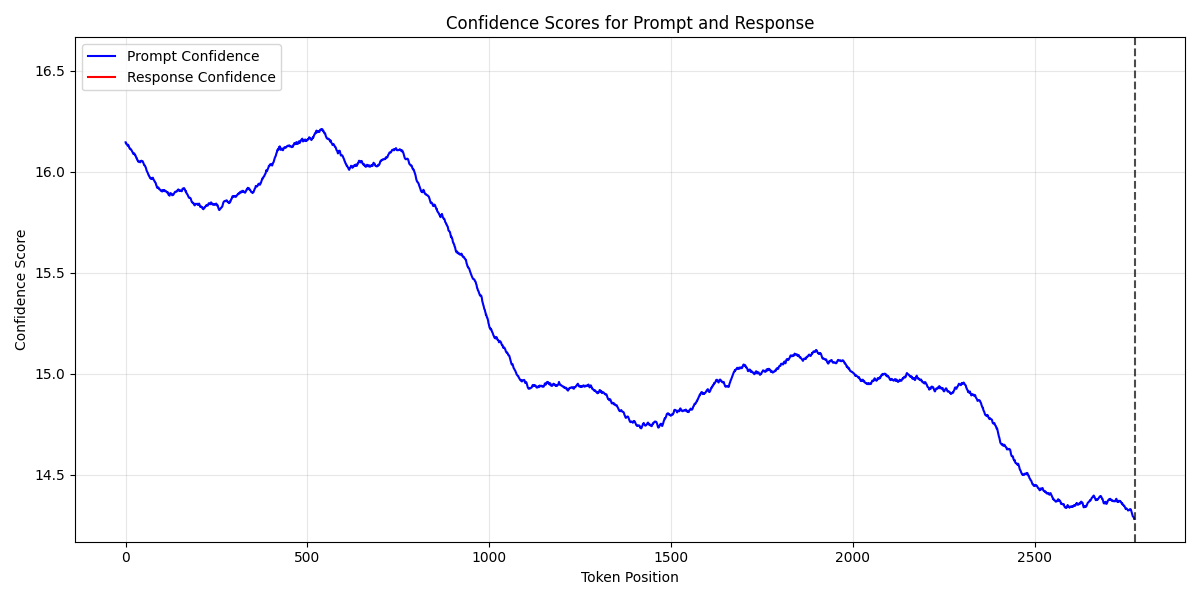 Confidence Scores for Prompt and Response
Prompt Confidence
Response Confidence
Confidence Score
16.5
16.0
15.5
15.0
14.5
0 500 1000 1500 2000 2500
Token Position